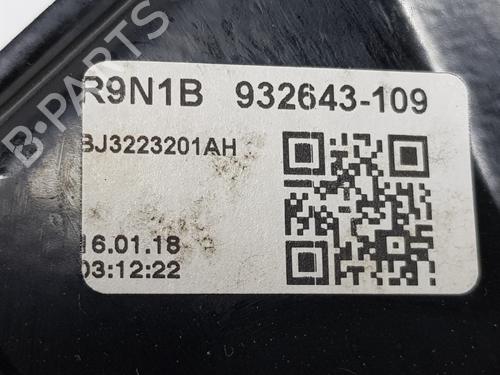 R9N1B 932643-109
BJ3223201AH
16.01.18
03:12:22
B-PARTS